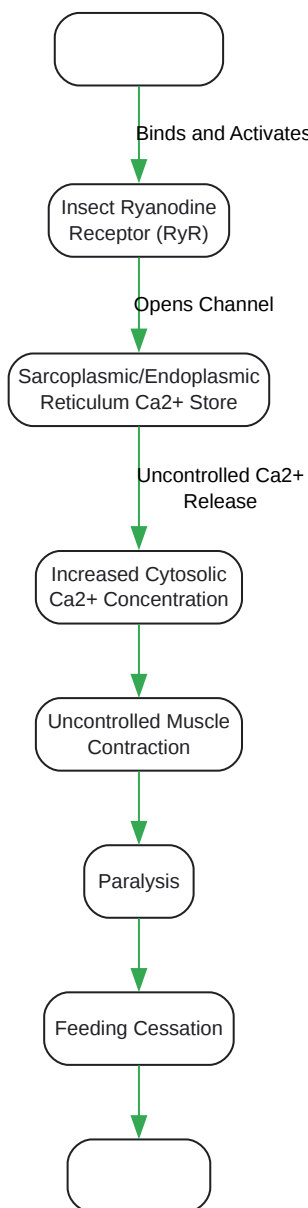 Binds and Activates
Insect Ryanodine
Receptor (RyR)
Opens Channel
Sarcoplasmic/Endoplasmic
Reticulum Ca2+ Store
Uncontrolled Ca2+
Release
Increased Cytosolic
Ca2+ Concentration
Uncontrolled Muscle
Contraction
Paralysis
Feeding Cessation